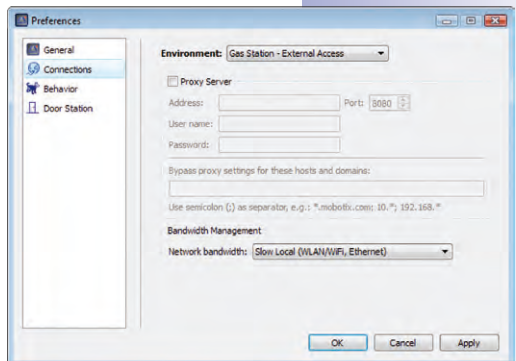 Preferences
General
Connections
Behavior
Door Station
Environment: Gas Station - External Access
Proxy Server
Address: Port: 8080
User name:
Password:
Bypass proxy settings for these hosts and domains:
Use semicolon (;) as separator, e.g.: *.mobotix.com; 10.*; 192.168.*
Bandwidth Management
Network bandwidth: Slow Local (WLAN/WiFi, Ethernet)
OK Cancel Apply